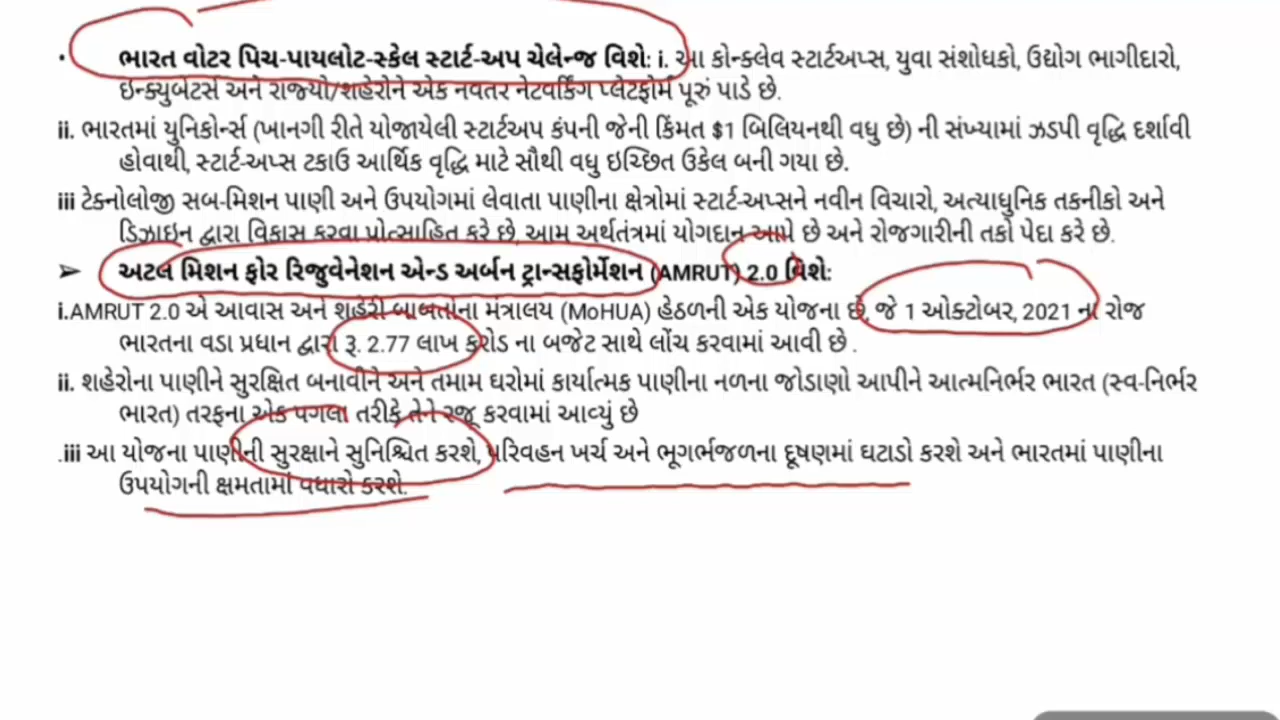 • ભારત વોટર પિચ-પાયલોટ-સ્કેલ સ્ટાર્ટ-અપ ચેલેન્જ વિશે: i. આ કોન્ક્લેવ સ્ટાર્ટઅપ્સ, યુવા સંશોધકો, ઉદ્યોગ ભાગીદારો,
ઇન્ક્યુબેટર્સ અને રાજ્યો/શહેરોને એક નવતર નેટવર્કિંગ પ્લેટફોર્મ પૂરું પાડે છે.
ii. ભારતમાં યુનિકોર્ન્સ (ખાનગી રીતે યોજાયેલી સ્ટાર્ટઅપ કંપની જેની કિંમત $1 બિલિયનથી વધુ છે) ની સંખ્યામાં ઝડપી વૃદ્ધિ દર્શાવી
હોવાથી, સ્ટાર્ટ-અપ્સ ટકાઉ આર્થિક વૃદ્ધિ માટે સૌથી વધુ ઇચ્છિત ઉકેલ બની ગયા છે.
iii ટેક્નોલોજી સબ-મિશન પાણી અને ઉપયોગમાં લેવાતા પાણીના ક્ષેત્રોમાં સ્ટાર્ટ-અપ્સને નવીન વિચારો, અત્યાધુનિક તકનીકો અને
ડિઝાઇન દ્વારા વિકાસ કરવા પ્રોત્સાહિત કરે છે, આમ અર્થતંત્રમાં યોગદાન આપે છે અને રોજગારીની તકો પેદા કરે છે.
➢ અટલ મિશન ફોર રિજુવેનેશન એન્ડ અર્બન ટ્રાન્સફોર્મેશન (AMRUT) 2.0 વિશે:
i.AMRUT 2.0 એ આવાસ અને શહેરી બાબતોના મંત્રાલય (MoHUA) હેઠળની એક યોજના છે, જે 1 ઓક્ટોબર, 2021 ના રોજ
ભારતના વડા પ્રધાન દ્વારા રૂ. 2.77 લાખ કરોડ ના બજેટ સાથે લોંચ કરવામાં આવી છે .
ii. શહેરોના પાણીને સુરક્ષિત બનાવીને અને તમામ ઘરોમાં કાર્યાત્મક પાણીના નળના જોડાણો આપીને આત્મનિર્ભર ભારત (સ્વ-નિર્ભર
ભારત) તરફના એક પગલા તરીકે તેને રજૂ કરવામાં આવ્યું છે
.iii આ યોજના પાણીની સુરક્ષાને સુનિશ્ચિત કરશે, પરિવહન ખર્ચ અને ભૂગર્ભજળના દૂષણમાં ઘટાડો કરશે અને ભારતમાં પાણીના
ઉપયોગની ક્ષમતામાં વધારો કરશે.